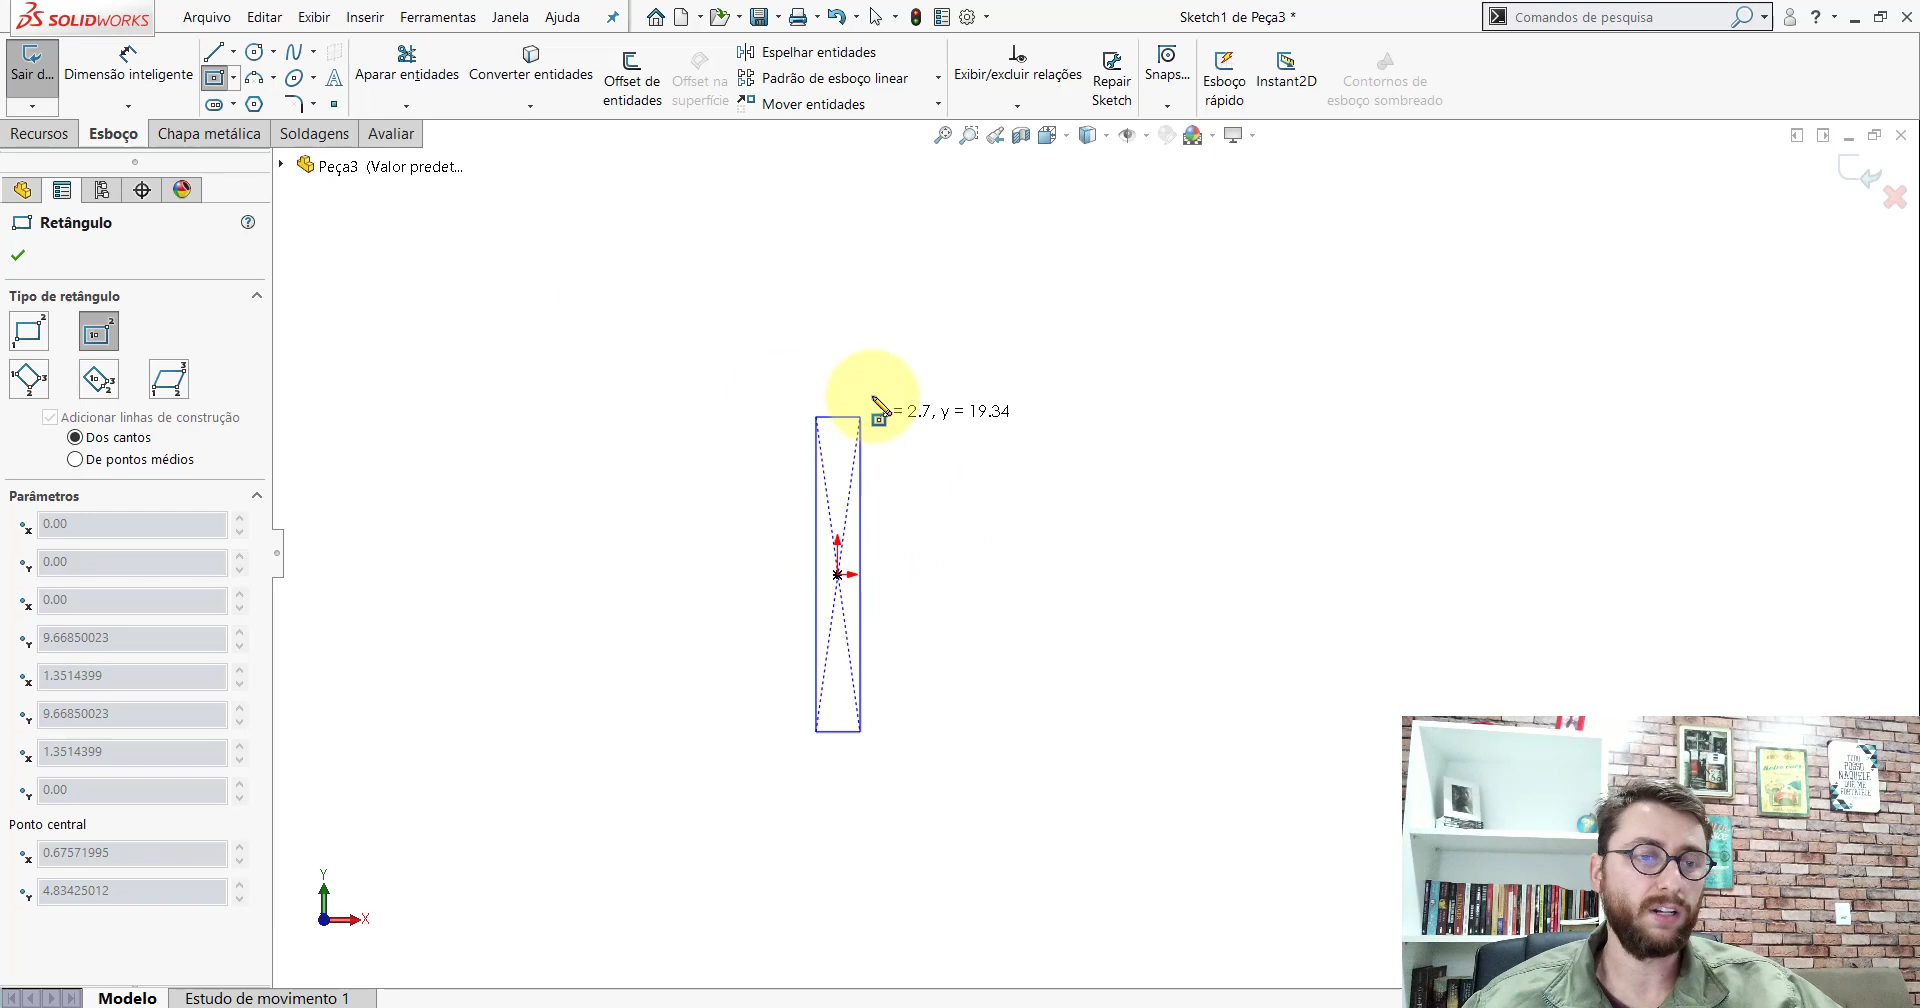 SOLIDWORKS
Arquivo Editar Exibir Inserir Ferramentas Janela Ajuda
Sketch1 de Peça3 *
Comandos de pesquisa
Sair d...
Dimensão inteligente
Aparar entidades
Converter entidades
Offset de entidades
Offset na superfície
Espelhar entidades
Padrão de esboço linear
Mover entidades
Exibir/excluir relações
Repair Sketch
Snaps...
Esboço rápido
Instant2D
Contornos de esboço sombreado
Recursos Esboço Chapa metálica Soldagens Avaliar
Peça3 (Valor predet...
Retângulo
Tipo de retângulo
Adicionar linhas de construção
Dos cantos
De pontos médios
Parâmetros
0.00
0.00
0.00
9.66850023
1.3514399
9.66850023
1.3514399
0.00
Ponto central
0.67571995
4.83425012
= 2.7, y = 19.34
Y
X
POSSO
NAQUELE
QUE ME
FORTALECE
Modelo Estudo de movimento 1